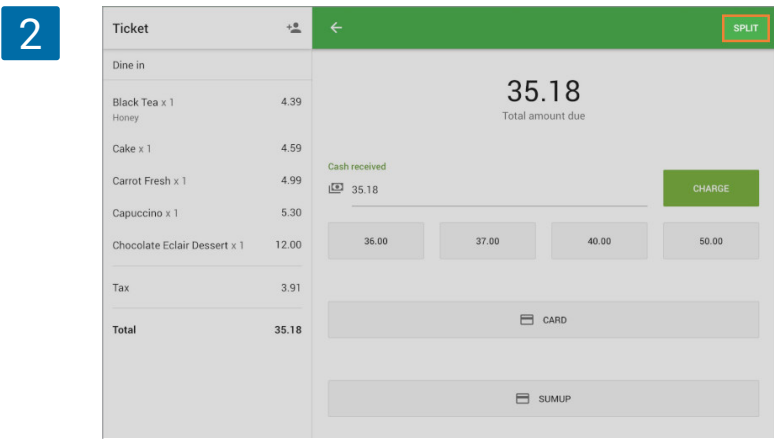 2
Ticket
SPLIT
Dine in
Black Tea x 1 4.39
Honey
Cake x 1 4.59
Carrot Fresh x 1 4.99
Capuccino x 1 5.30
Chocolate Eclair Dessert x 1 12.00
Tax 3.91
Total 35.18
35.18
Total amount due
Cash received
35.18
CHARGE
36.00 37.00 40.00 50.00
CARD
SUMUP